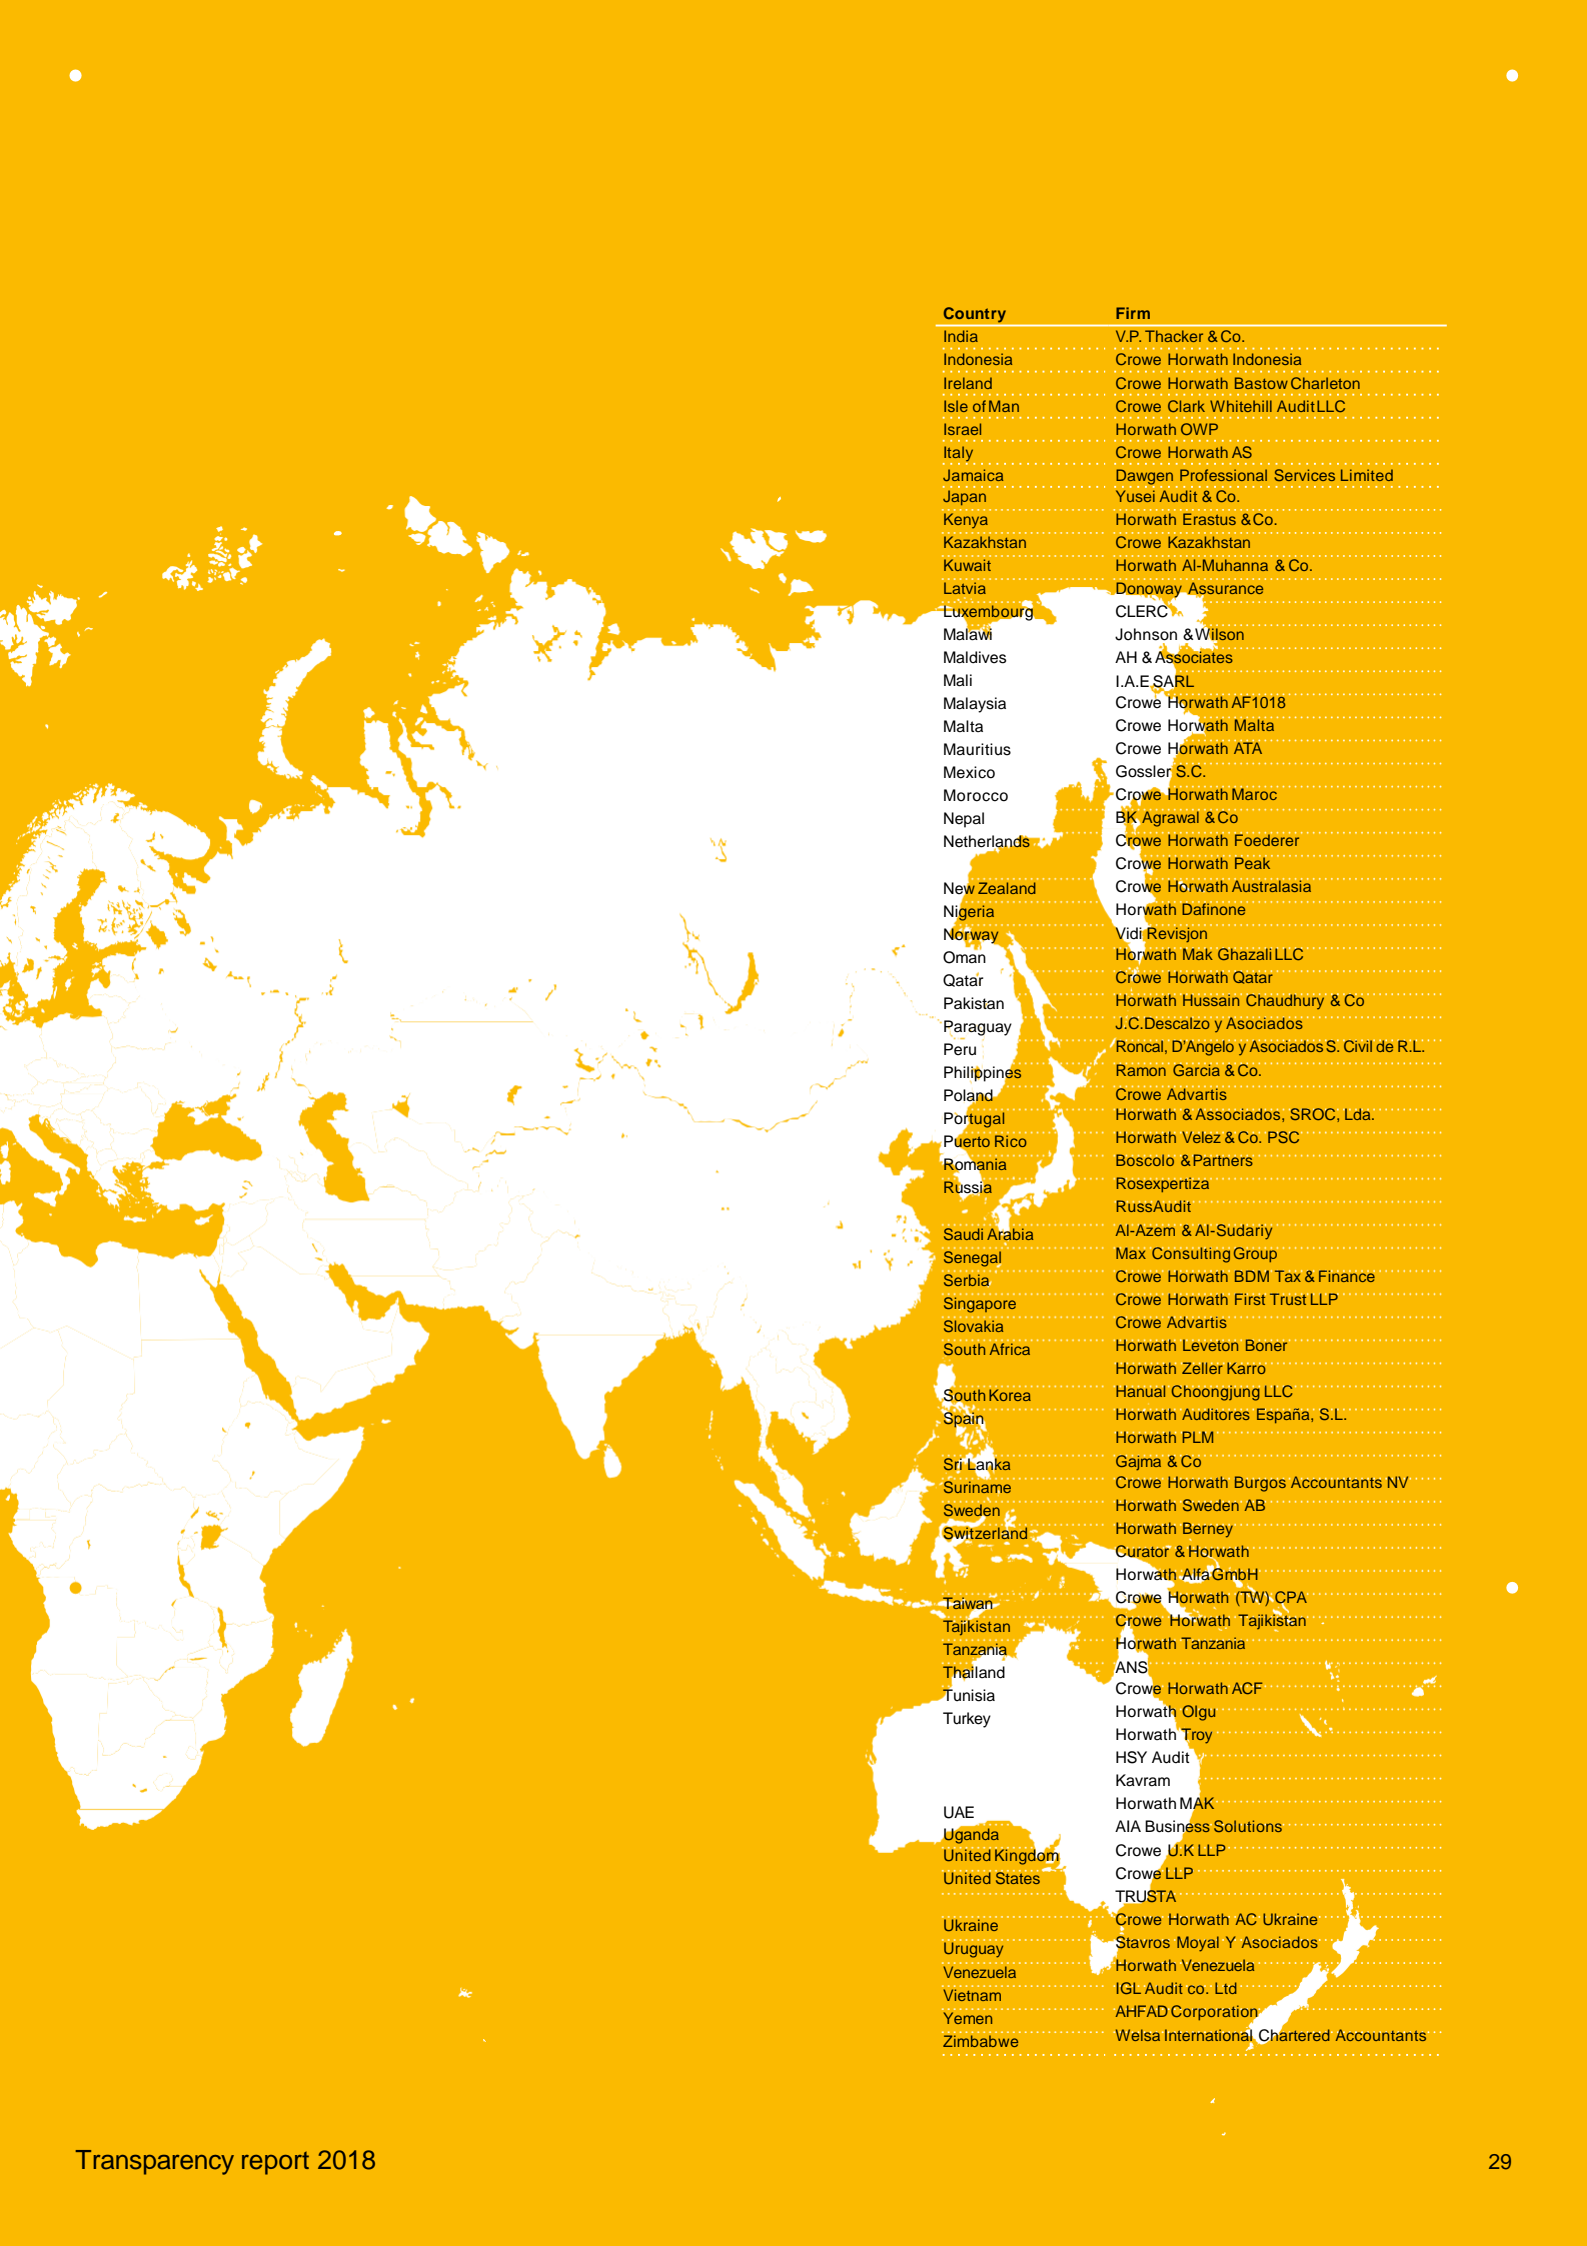 Country Firm
India V.P. Thacker & Co.
Indonesia Crowe Horwath Indonesia
Ireland Crowe Horwath Bastow Charleton
Isle of Man Crowe Clark Whitehill Audit LLC
Israel Horwath OWP
Italy Crowe Horwath AS
Jamaica Dawgen Professional Services Limited
Japan Yusei Audit & Co.
Kenya Horwath Erastus & Co.
Kazakhstan Crowe Kazakhstan
Kuwait Horwath Al-Muhanna & Co.
Latvia Donoway Assurance
Luxembourg CLERC
Malawi Johnson & Wilson
Maldives AH & Associates
Mali I.A.E SARL
Malaysia Crowe Horwath AF1018
Malta Crowe Horwath Malta
Mauritius Crowe Horwath ATA
Mexico Gossler S.C.
Morocco Crowe Horwath Maroc
Nepal BK Agrawal & Co
Netherlands Crowe Horwath Foederer
Crowe Horwath Peak
New Zealand Crowe Horwath Australasia
Nigeria Horwath Dafinone
Norway Vidi Revisjon
Oman Horwath Mak Ghazali LLC
Qatar Crowe Horwath Qatar
Pakistan Horwath Hussain Chaudhury & Co
Paraguay J.C.Descalzo y Asociados
Peru Roncal, D'Angelo y Asociados S. Civil de R.L.
Philippines Ramon Garcia & Co.
Poland Crowe Advartis
Portugal Horwath & Associados, SROC, Lda.
Puerto Rico Horwath Velez & Co. PSC
Romania Boscolo & Partners
Russia Rosexpertiza
RussAudit
Saudi Arabia Al-Azem & Al-Sudariy
Senegal Max Consulting Group
Serbia Crowe Horwath BDM Tax & Finance
Singapore Crowe Horwath First Trust LLP
Slovakia Crowe Advartis
South Africa Horwath Leveton Boner
Horwath Zeller Karro
South Korea Hanual Choongjung LLC
Spain Horwath Auditores España, S.L.
Horwath PLM
Sri Lanka Gajma & Co
Suriname Crowe Horwath Burgos Accountants NV
Sweden Horwath Sweden AB
Switzerland Horwath Berney
Curator & Horwath
Horwath Alfa GmbH
Taiwan Crowe Horwath (TW) CPA
Tajikistan Crowe Horwath Tajikistan
Tanzania Horwath Tanzania
Thailand ANS
Tunisia Crowe Horwath ACF
Turkey Horwath Olgu
Horwath Troy
HSY Audit
Kavram
UAE Horwath MAK
Uganda AIA Business Solutions
United Kingdom Crowe U.K LLP
United States Crowe LLP
TRUSTA
Ukraine Crowe Horwath AC Ukraine
Uruguay Stavros Moyal Y Asociados
Venezuela Horwath Venezuela
Vietnam IGL Audit co. Ltd
Yemen AHFAD Corporation
Zimbabwe Welsa International Chartered Accountants
Transparency report 2018 29